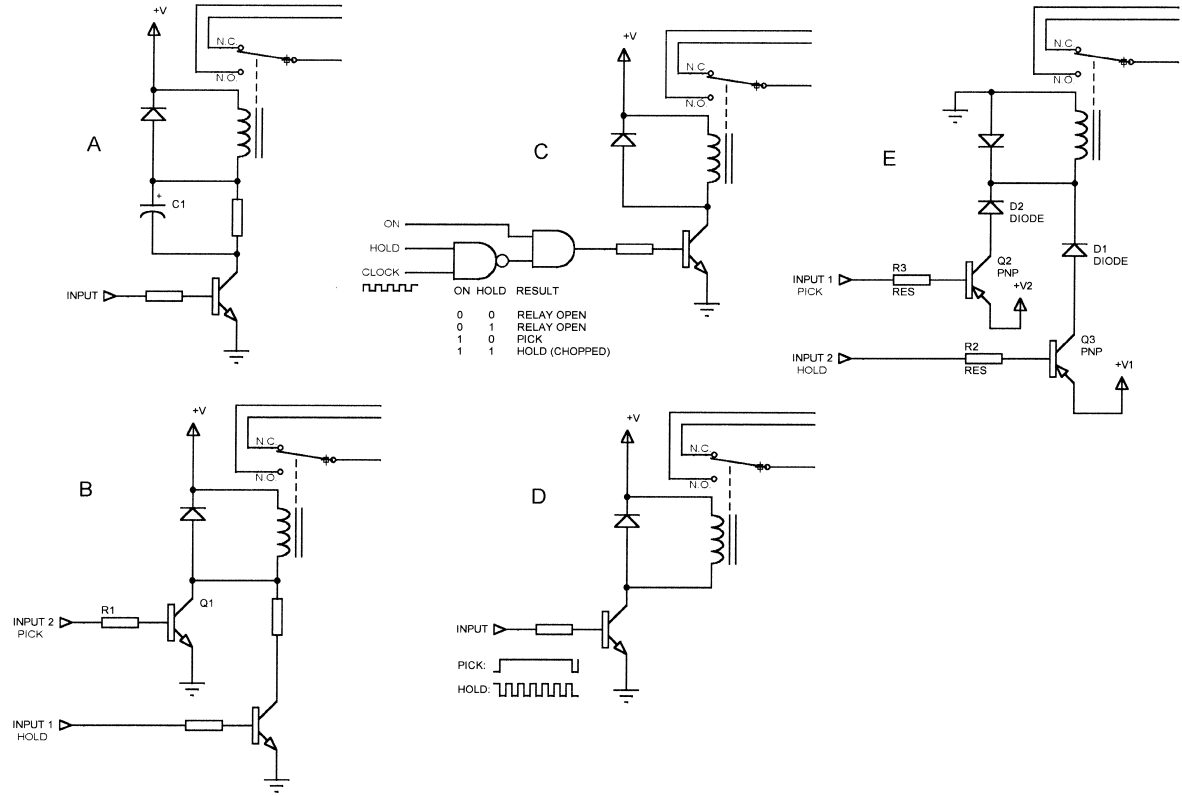 A
+V
N.C.
N.O.
+
C1
INPUT
B
+V
N.C.
N.O.
R1
Q1
INPUT 2
PICK
INPUT 1
HOLD
C
+V
N.C.
N.O.
ON
HOLD
CLOCK
ON HOLD RESULT
0 0 RELAY OPEN
0 1 RELAY OPEN
1 0 PICK
1 1 HOLD (CHOPPED)
D
+V
N.C.
N.O.
INPUT
PICK:
HOLD:
E
N.C.
N.O.
D2
DIODE
D1
DIODE
INPUT 1
PICK
R3
RES
Q2
PNP
+V2
INPUT 2
HOLD
R2
RES
Q3
PNP
+V1